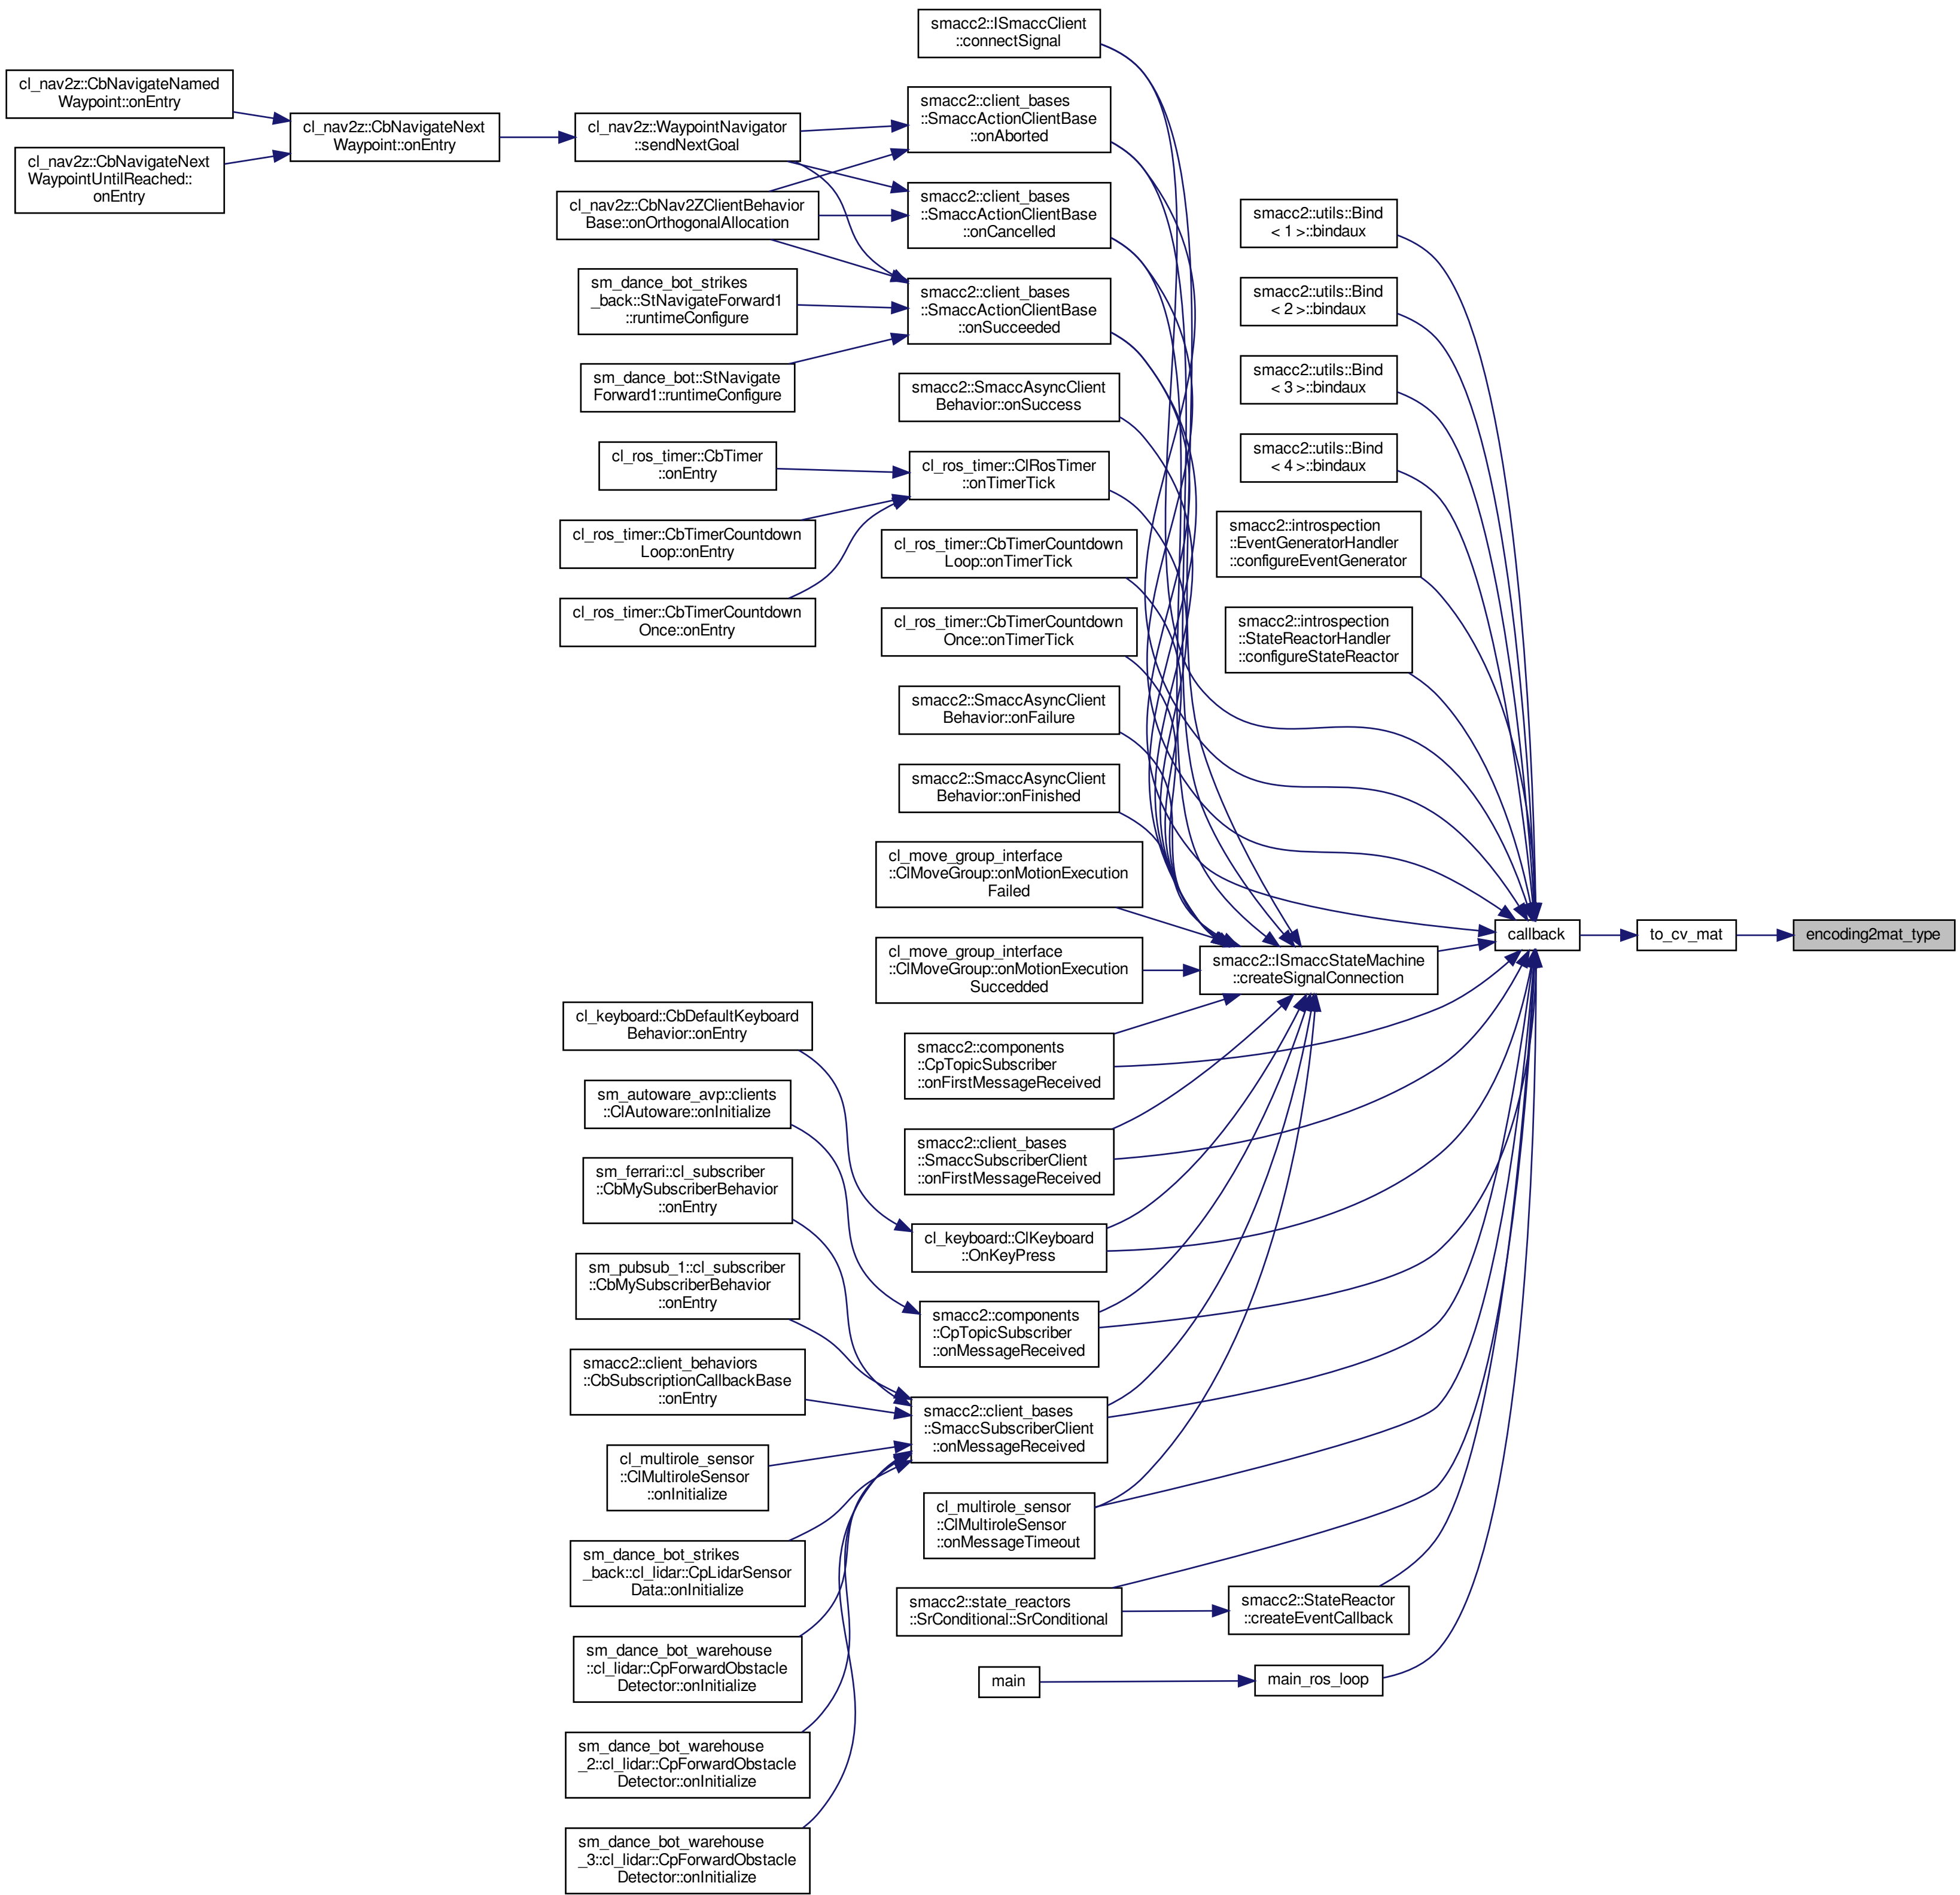 smacc2::ISmaccClient
::connectSignal
cl_nav2z::CbNavigateNamed
Waypoint::onEntry
cl_nav2z::CbNavigateNext
WaypointUntilReached::
onEntry
cl_nav2z::CbNavigateNext
Waypoint::onEntry
cl_nav2z::WaypointNavigator
::sendNextGoal
cl_nav2z::CbNav2ZClientBehavior
Base::onOrthogonalAllocation
sm_dance_bot_strikes
_back::StNavigateForward1
::runtimeConfigure
sm_dance_bot::StNavigate
Forward1::runtimeConfigure
cl_ros_timer::CbTimer
::onEntry
cl_ros_timer::CbTimerCountdown
Loop::onEntry
cl_ros_timer::CbTimerCountdown
Once::onEntry
cl_keyboard::CbDefaultKeyboard
Behavior::onEntry
sm_autoware_avp::clients
::ClAutoware::onInitialize
sm_ferrari::cl_subscriber
::CbMySubscriberBehavior
::onEntry
sm_pubsub_1::cl_subscriber
::CbMySubscriberBehavior
::onEntry
smacc2::client_behaviors
::CbSubscriptionCallbackBase
::onEntry
cl_multirole_sensor
::ClMultiroleSensor
::onInitialize
sm_dance_bot_strikes
_back::cl_lidar::CpLidarSensor
Data::onInitialize
sm_dance_bot_warehouse
::cl_lidar::CpForwardObstacle
Detector::onInitialize
sm_dance_bot_warehouse
_2::cl_lidar::CpForwardObstacle
Detector::onInitialize
sm_dance_bot_warehouse
_3::cl_lidar::CpForwardObstacle
Detector::onInitialize
smacc2::client_bases
::SmaccActionClientBase
::onAborted
smacc2::client_bases
::SmaccActionClientBase
::onCancelled
smacc2::client_bases
::SmaccActionClientBase
::onSucceeded
smacc2::SmaccAsyncClient
Behavior::onSuccess
cl_ros_timer::ClRosTimer
::onTimerTick
cl_ros_timer::CbTimerCountdown
Loop::onTimerTick
cl_ros_timer::CbTimerCountdown
Once::onTimerTick
smacc2::SmaccAsyncClient
Behavior::onFailure
smacc2::SmaccAsyncClient
Behavior::onFinished
cl_move_group_interface
::ClMoveGroup::onMotionExecution
Failed
cl_move_group_interface
::ClMoveGroup::onMotionExecution
Succedded
smacc2::components
::CpTopicSubscriber
::onFirstMessageReceived
smacc2::client_bases
::SmaccSubscriberClient
::onFirstMessageReceived
cl_keyboard::ClKeyboard
::OnKeyPress
smacc2::components
::CpTopicSubscriber
::onMessageReceived
smacc2::client_bases
::SmaccSubscriberClient
::onMessageReceived
cl_multirole_sensor
::ClMultiroleSensor
::onMessageTimeout
smacc2::state_reactors
::SrConditional::SrConditional
main
smacc2::utils::Bind
< 1 >::bindaux
smacc2::utils::Bind
< 2 >::bindaux
smacc2::utils::Bind
< 3 >::bindaux
smacc2::utils::Bind
< 4 >::bindaux
smacc2::introspection
::EventGeneratorHandler
::configureEventGenerator
smacc2::introspection
::StateReactorHandler
::configureStateReactor
smacc2::ISmaccStateMachine
::createSignalConnection
smacc2::StateReactor
::createEventCallback
main_ros_loop
callback
to_cv_mat
encoding2mat_type